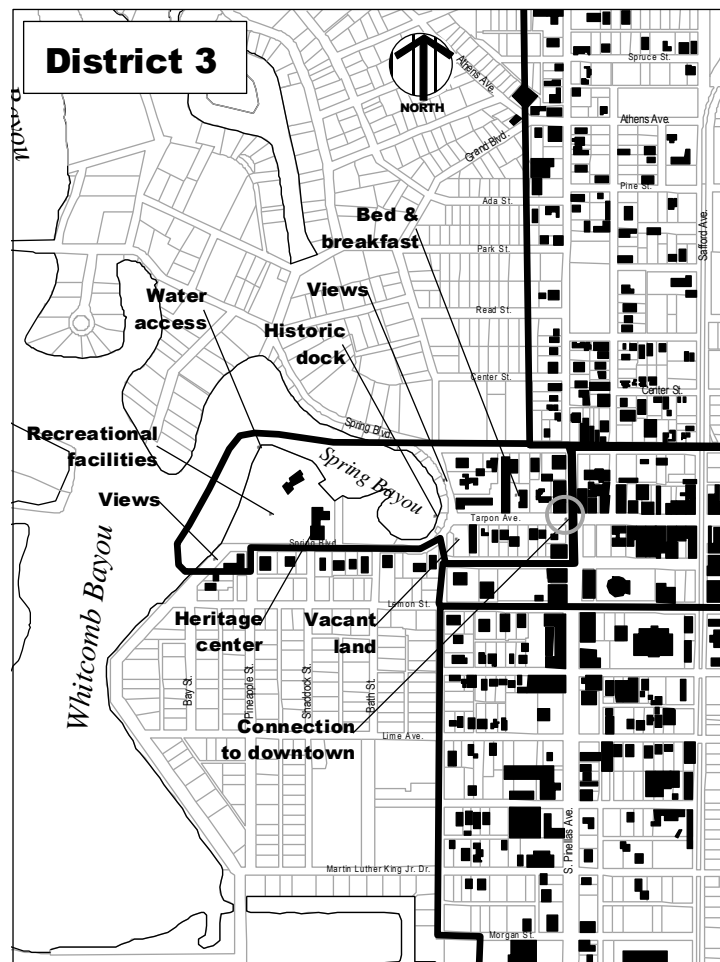 District 3
NORTH
Bayou
Spruce St.
Athens Ave.
Athens Ave.
Grand Blvd.
Pine St.
Ada St.
Safford Ave.
Bed &
breakfast
Park St.
Water
access
Views
Read St.
Historic
dock
Center St.
Center St.
Spring Blvd.
Recreational
facilities
Spring Bayou
Views
Tarpon Ave.
Spring Blvd.
Whitcomb Bayou
Lemon St.
Heritage
center
Vacant
land
Bay St.
Pineapple St.
Shaddock St.
Bath St.
Connection
to downtown
Lime Ave.
S. Pinellas Ave.
Martin Luther King Jr. Dr.
Morgan St.